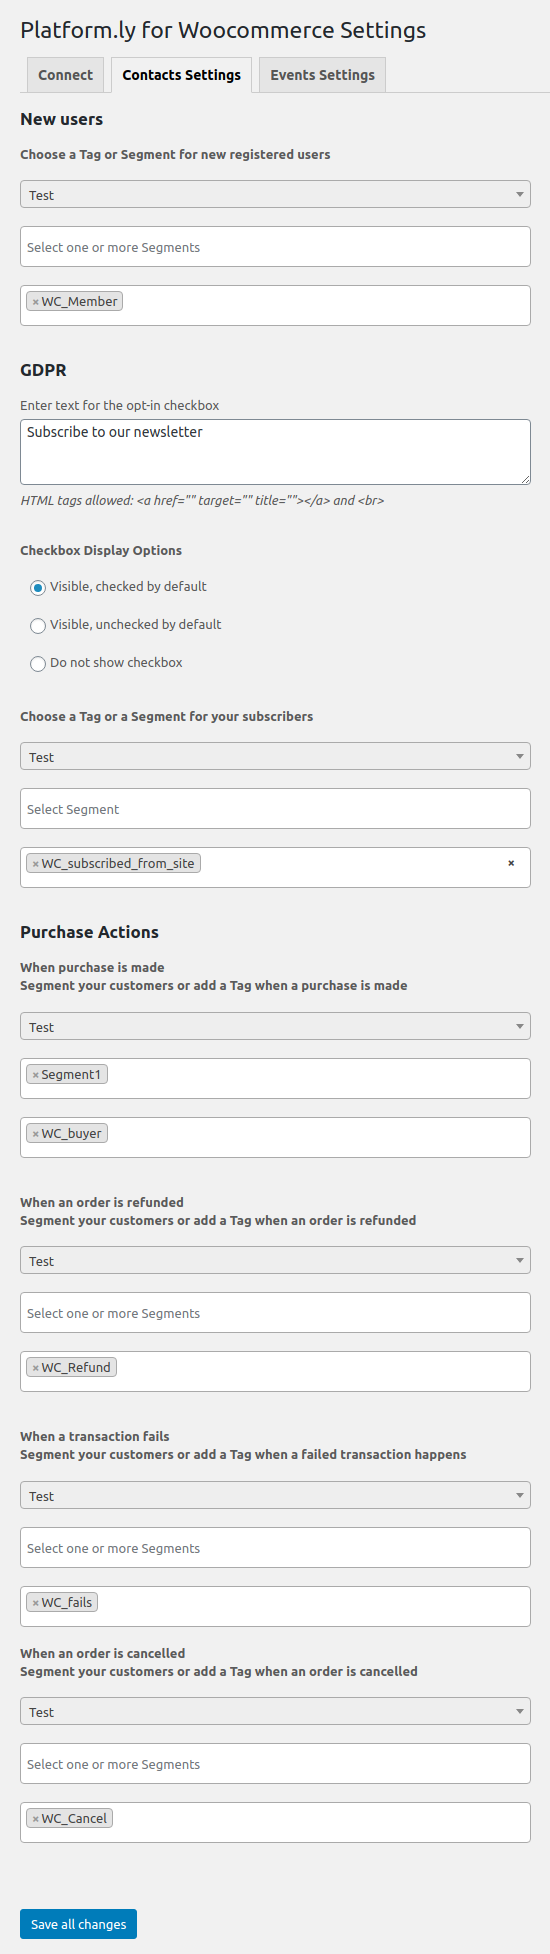 Platform.ly for Woocommerce Settings
Connect Contacts Settings Events Settings
New users
Choose a Tag or Segment for new registered users
Test
Select one or more Segments
× WC_Member
GDPR
Enter text for the opt-in checkbox
Subscribe to our newsletter
HTML tags allowed: <a href="" target="" title=""></a> and <br>
Checkbox Display Options
Visible, checked by default
Visible, unchecked by default
Do not show checkbox
Choose a Tag or a Segment for your subscribers
Test
Select Segment
× WC_subscribed_from_site ×
Purchase Actions
When purchase is made
Segment your customers or add a Tag when a purchase is made
Test
× Segment1
× WC_buyer
When an order is refunded
Segment your customers or add a Tag when an order is refunded
Test
Select one or more Segments
× WC_Refund
When a transaction fails
Segment your customers or add a Tag when a failed transaction happens
Test
Select one or more Segments
× WC_fails
When an order is cancelled
Segment your customers or add a Tag when an order is cancelled
Test
Select one or more Segments
× WC_Cancel
Save all changes